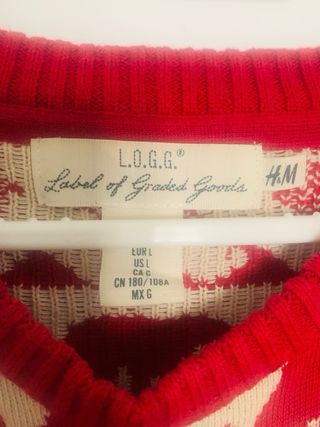 L.O.G.G.®
Label of Graded Goods
H&M
EUR L
US L
CA G
CN 180/108A
MX G